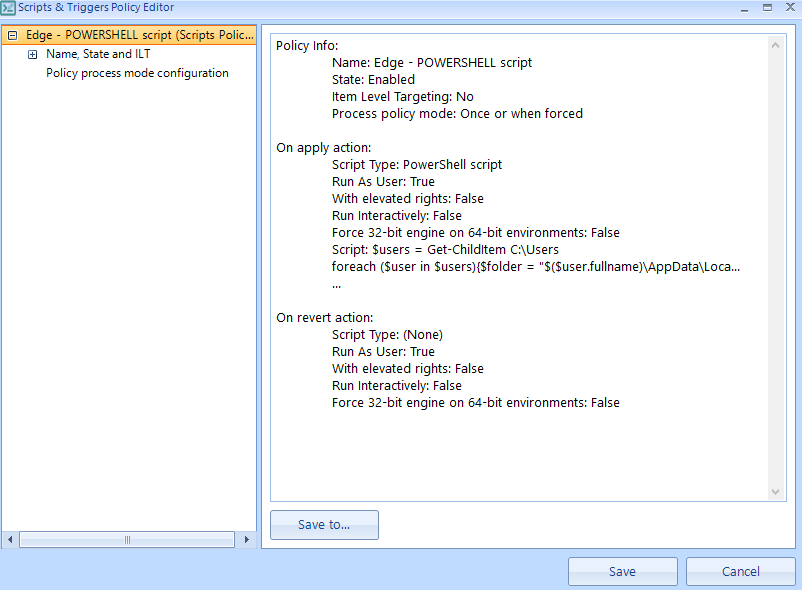 Scripts & Triggers Policy Editor
Edge - POWERSHELL script (Scripts Polic...
Name, State and ILT
Policy process mode configuration
Policy Info:
Name: Edge - POWERSHELL script
State: Enabled
Item Level Targeting: No
Process policy mode: Once or when forced
On apply action:
Script Type: PowerShell script
Run As User: True
With elevated rights: False
Run Interactively: False
Force 32-bit engine on 64-bit environments: False
Script: $users = Get-ChildItem C:\Users
foreach ($user in $users){$folder = "$($user.fullname)\AppData\Loca...
...
On revert action:
Script Type: (None)
Run As User: True
With elevated rights: False
Run Interactively: False
Force 32-bit engine on 64-bit environments: False
Save to...
Save
Cancel